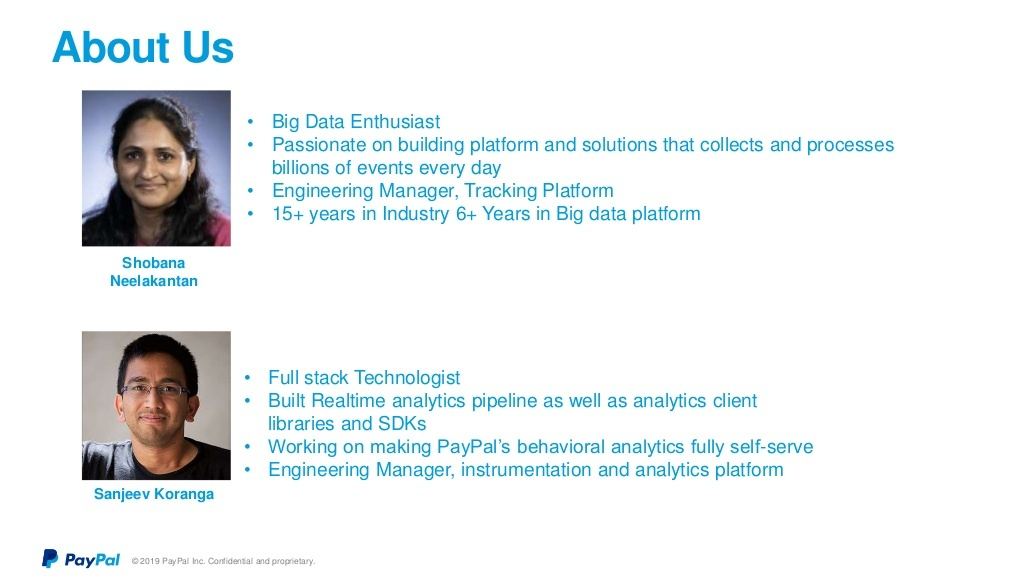 About Us
• Big Data Enthusiast
• Passionate on building platform and solutions that collects and processes
billions of events every day
• Engineering Manager, Tracking Platform
• 15+ years in Industry 6+ Years in Big data platform
Shobana
Neelakantan
• Full stack Technologist
• Built Realtime analytics pipeline as well as analytics client
libraries and SDKs
• Working on making PayPal’s behavioral analytics fully self-serve
• Engineering Manager, instrumentation and analytics platform
Sanjeev Koranga
PayPal © 2019 PayPal Inc. Confidential and proprietary.